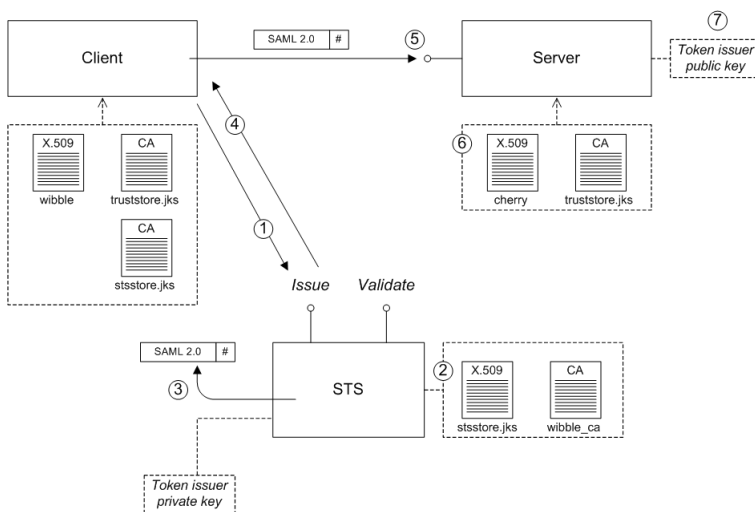 ⑦
SAML 2.0 #
⑤
Client
Server
Token issuer
public key
④
⑥
X.509
CA
wibble
truststore.jks
X.509
CA
cherry
truststore.jks
CA
stsstore.jks
①
Issue
Validate
SAML 2.0 #
②
③
STS
X.509
CA
stsstore.jks
wibble_ca
Token issuer
private key